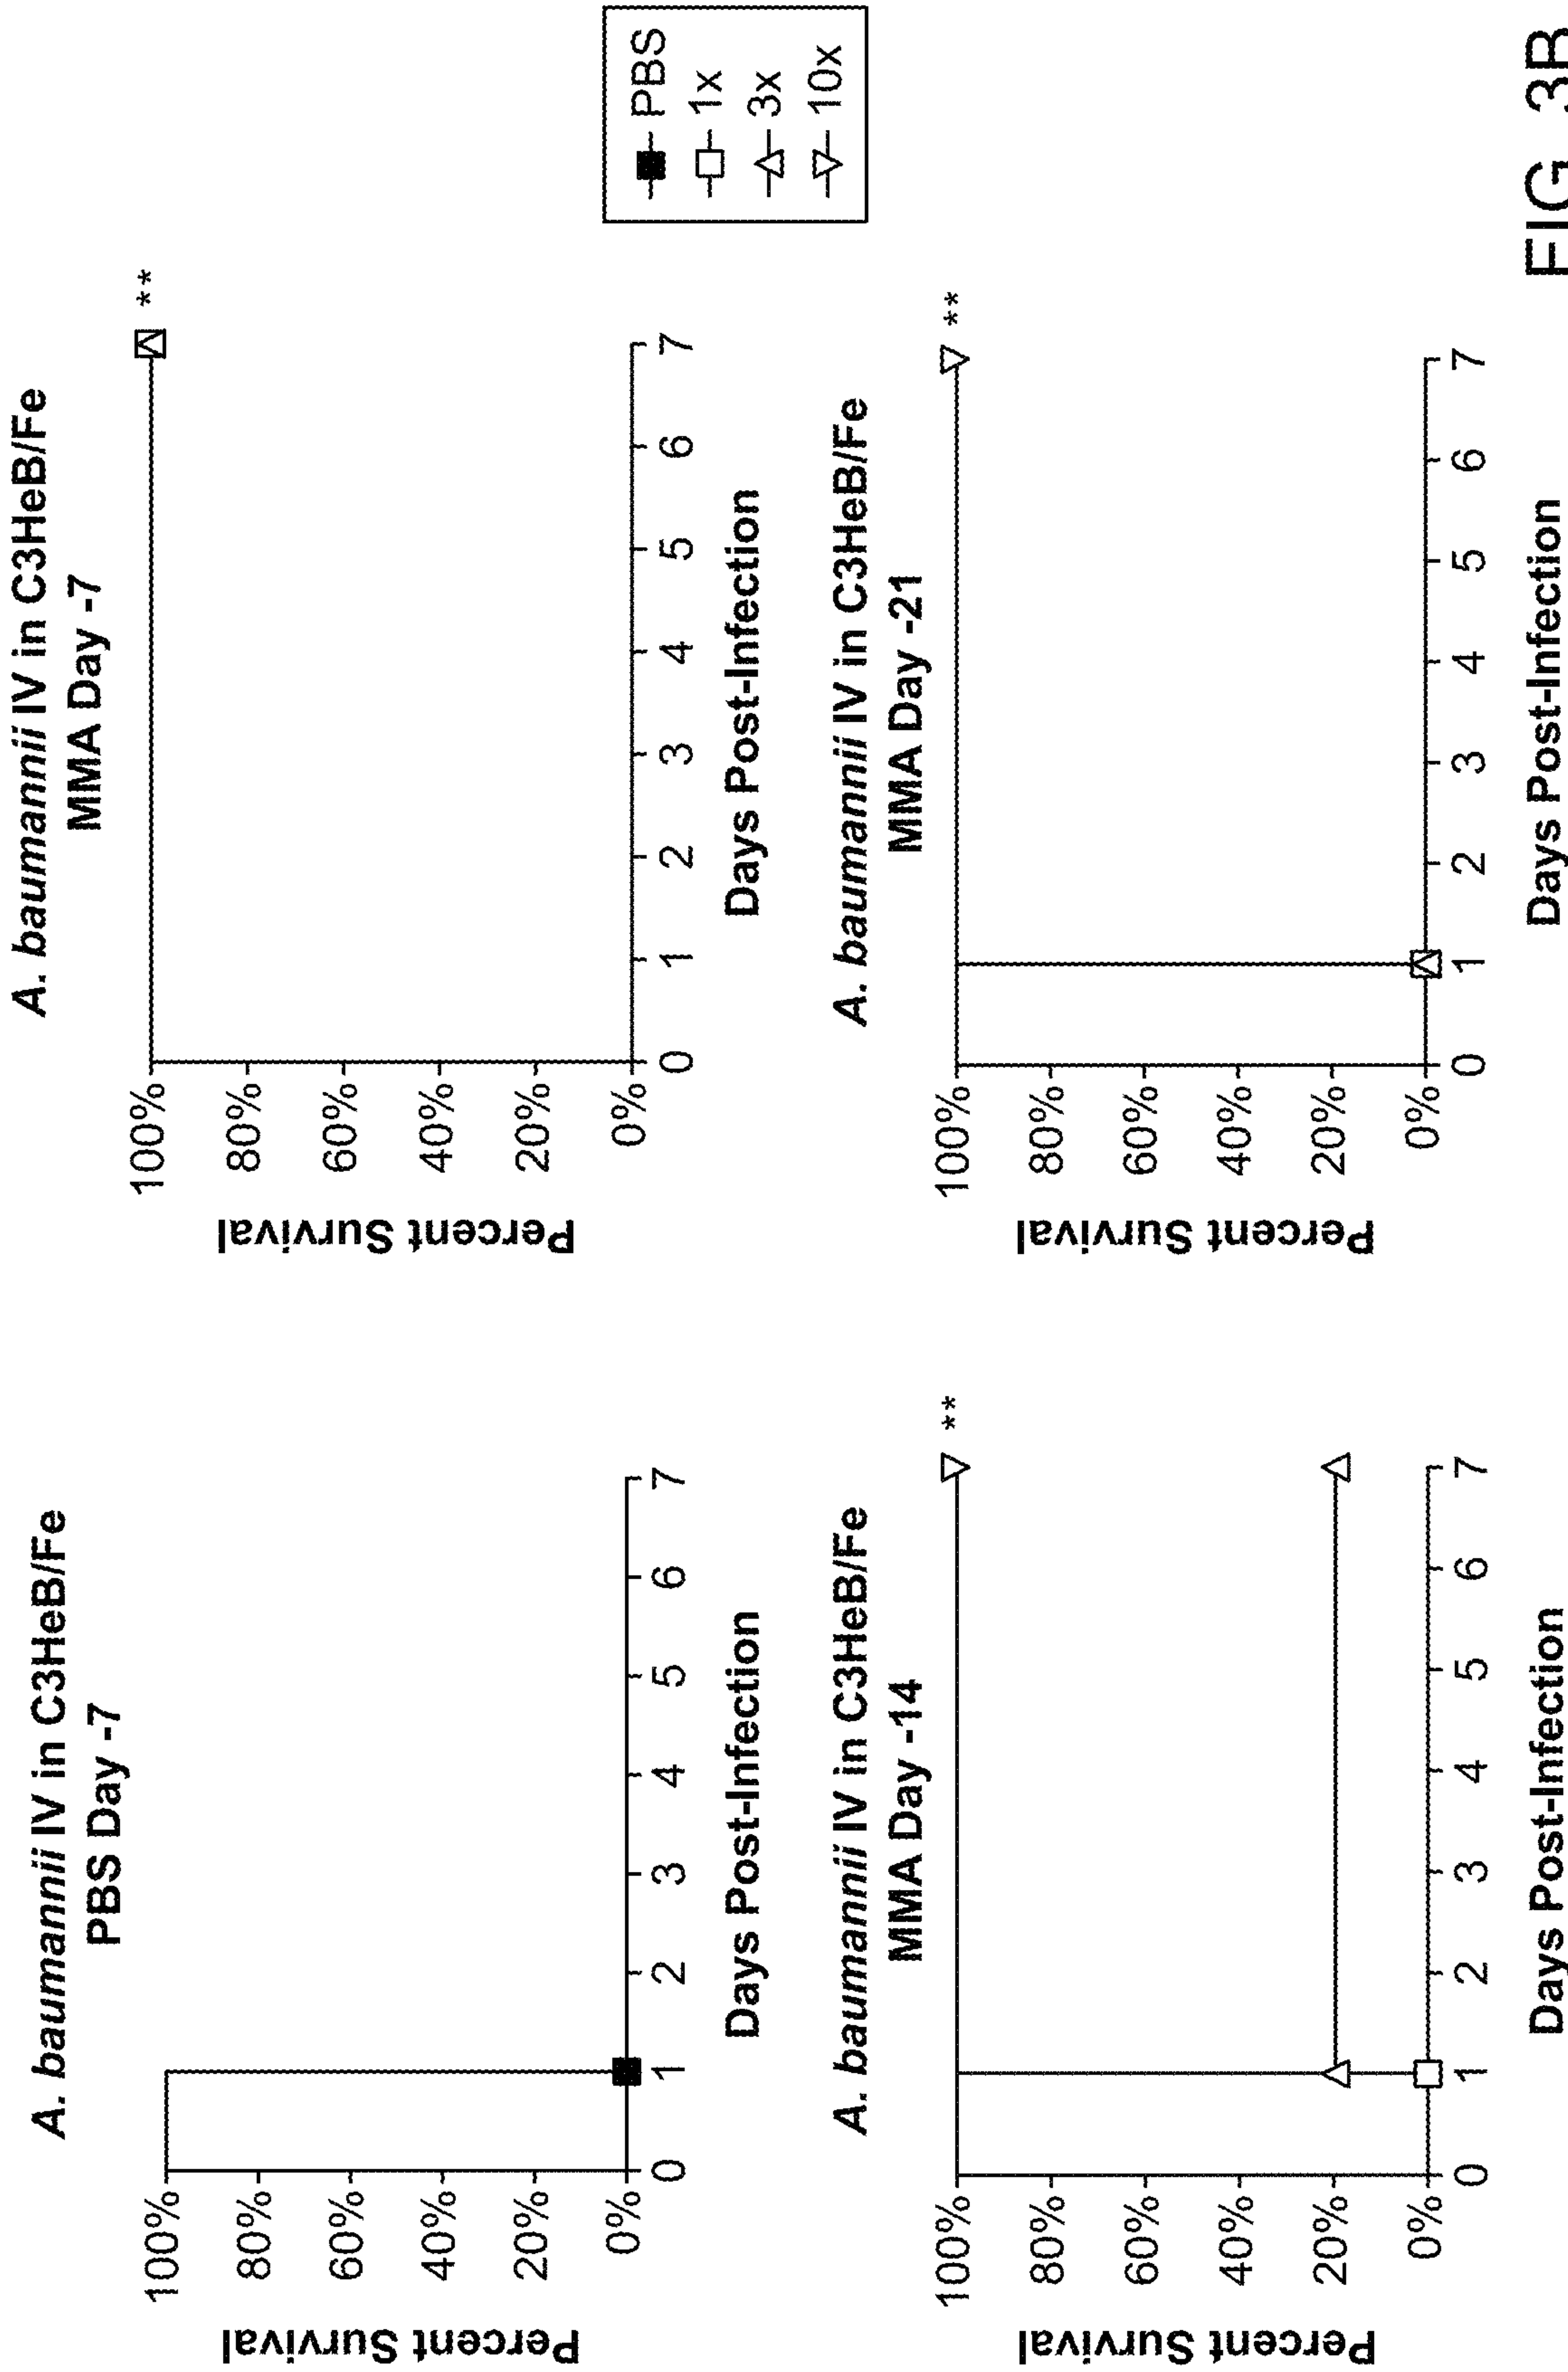 A. baumannii IV in C3HeB/Fe
PBS Day -7
Percent Survival
100%
80%
60%
40%
20%
0%
0 1 2 3 4 5 6 7
Days Post-Infection
A. baumannii IV in C3HeB/Fe
MMA Day -7
Percent Survival
100%
80%
60%
40%
20%
0%
**
0 1 2 3 4 5 6 7
Days Post-Infection
PBS
1x
3x
10x
A. baumannii IV in C3HeB/Fe
MMA Day -14
Percent Survival
100%
80%
60%
40%
20%
0%
**
0 1 2 3 4 5 6 7
Days Post-Infection
A. baumannii IV in C3HeB/Fe
MMA Day -21
Percent Survival
100%
80%
60%
40%
20%
0%
**
0 1 2 3 4 5 6 7
Days Post-Infection
FIG 3B